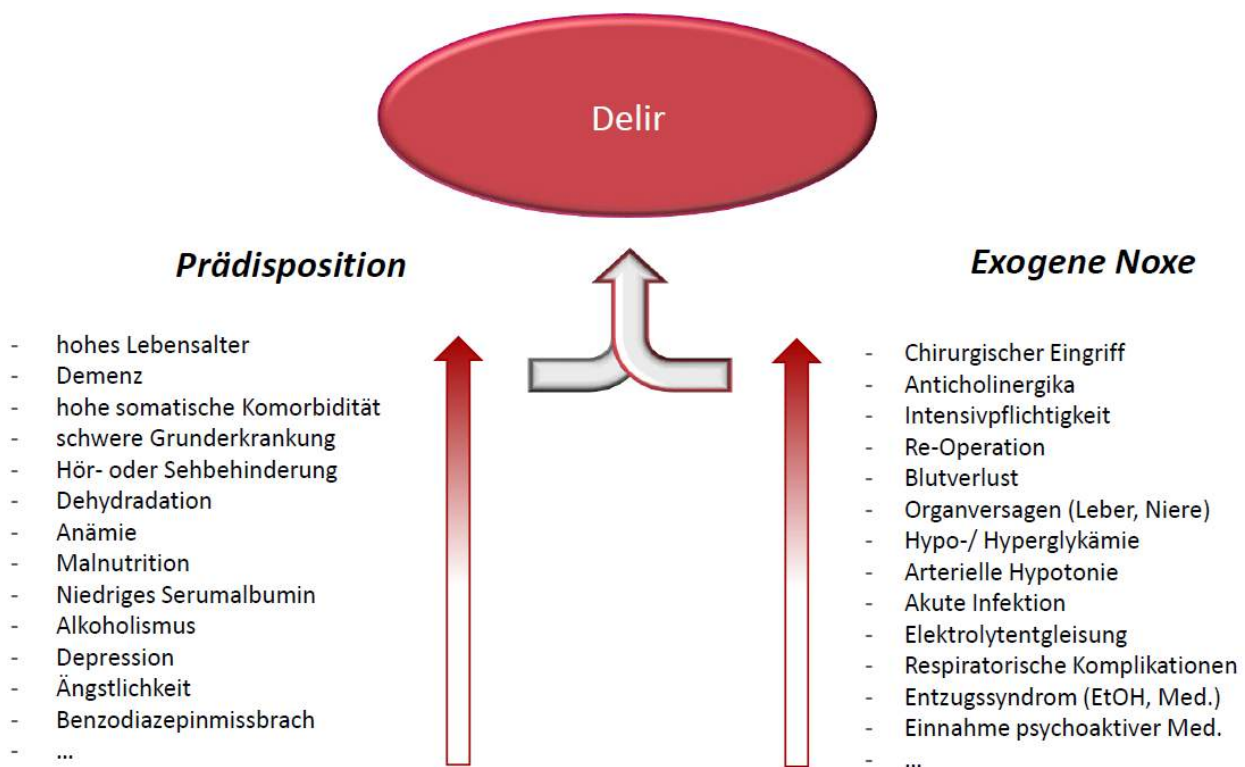 Delir
Prädisposition
- hohes Lebensalter
- Demenz
- hohe somatische Komorbidität
- schwere Grunderkrankung
- Hör- oder Sehbehinderung
- Dehydradation
- Anämie
- Malnutrition
- Niedriges Serumalbumin
- Alkoholismus
- Depression
- Ängstlichkeit
- Benzodiazepinmissbrach
- ...
Exogene Noxe
- Chirurgischer Eingriff
- Anticholinergika
- Intensivpflichtigkeit
- Re-Operation
- Blutverlust
- Organversagen (Leber, Niere)
- Hypo-/ Hyperglykämie
- Arterielle Hypotonie
- Akute Infektion
- Elektrolytentgleisung
- Respiratorische Komplikationen
- Entzugssyndrom (EtOH, Med.)
- Einnahme psychoaktiver Med.
- ...